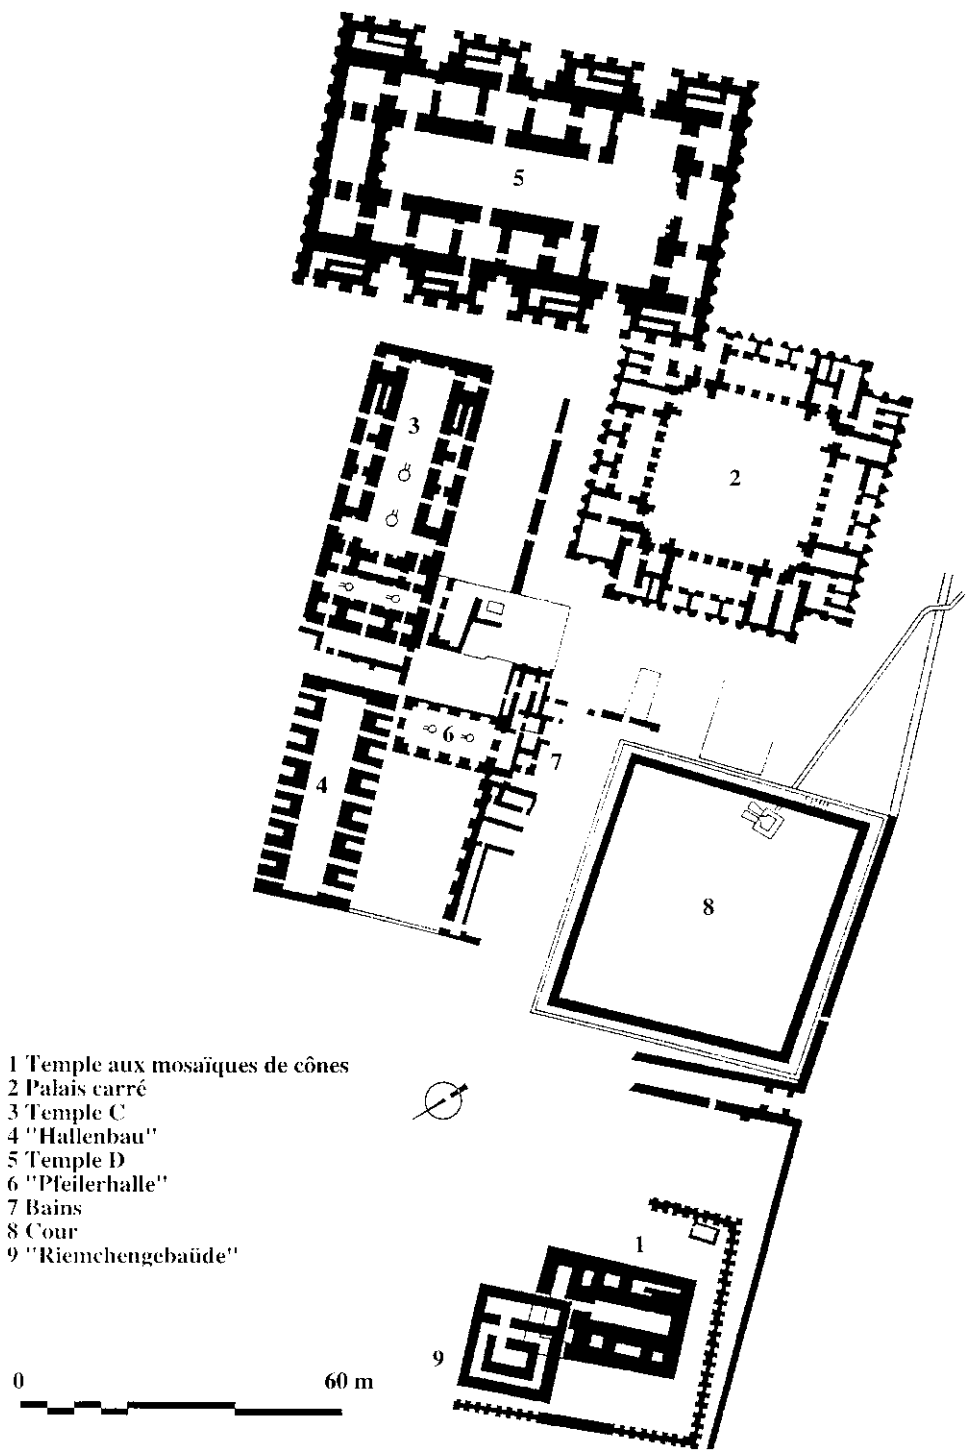 5
3
2
6
4
7
8
1 Temple aux mosaïques de cônes
2 Palais carré
3 Temple C
4 "Hallenbau"
5 Temple D
6 "Pfeilerhalle"
7 Bains
8 Cour
9 "Riemchengebaüde"
1
9
0 60 m